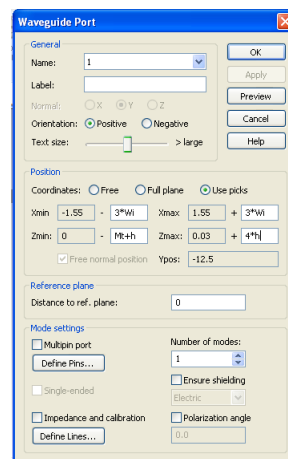 Waveguide Port
General
Name:
1
OK
Label:
Apply
Normal: X Y Z
Preview
Orientation: Positive Negative
Cancel
Text size: > large
Help
Position
Coordinates: Free Full plane Use picks
Xmin -1.55 - 3*Wi Xmax 1.55 + 3*Wi
Zmin: 0 - Mt+h Zmax: 0.03 + 4*h
Free normal position Ypos: -12.5
Reference plane
Distance to ref. plane: 0
Mode settings
Multipin port
Number of modes:
Define Pins...
1
Single-ended
Ensure shielding
Electric
Impedance and calibration
Polarization angle
Define Lines...
0.0